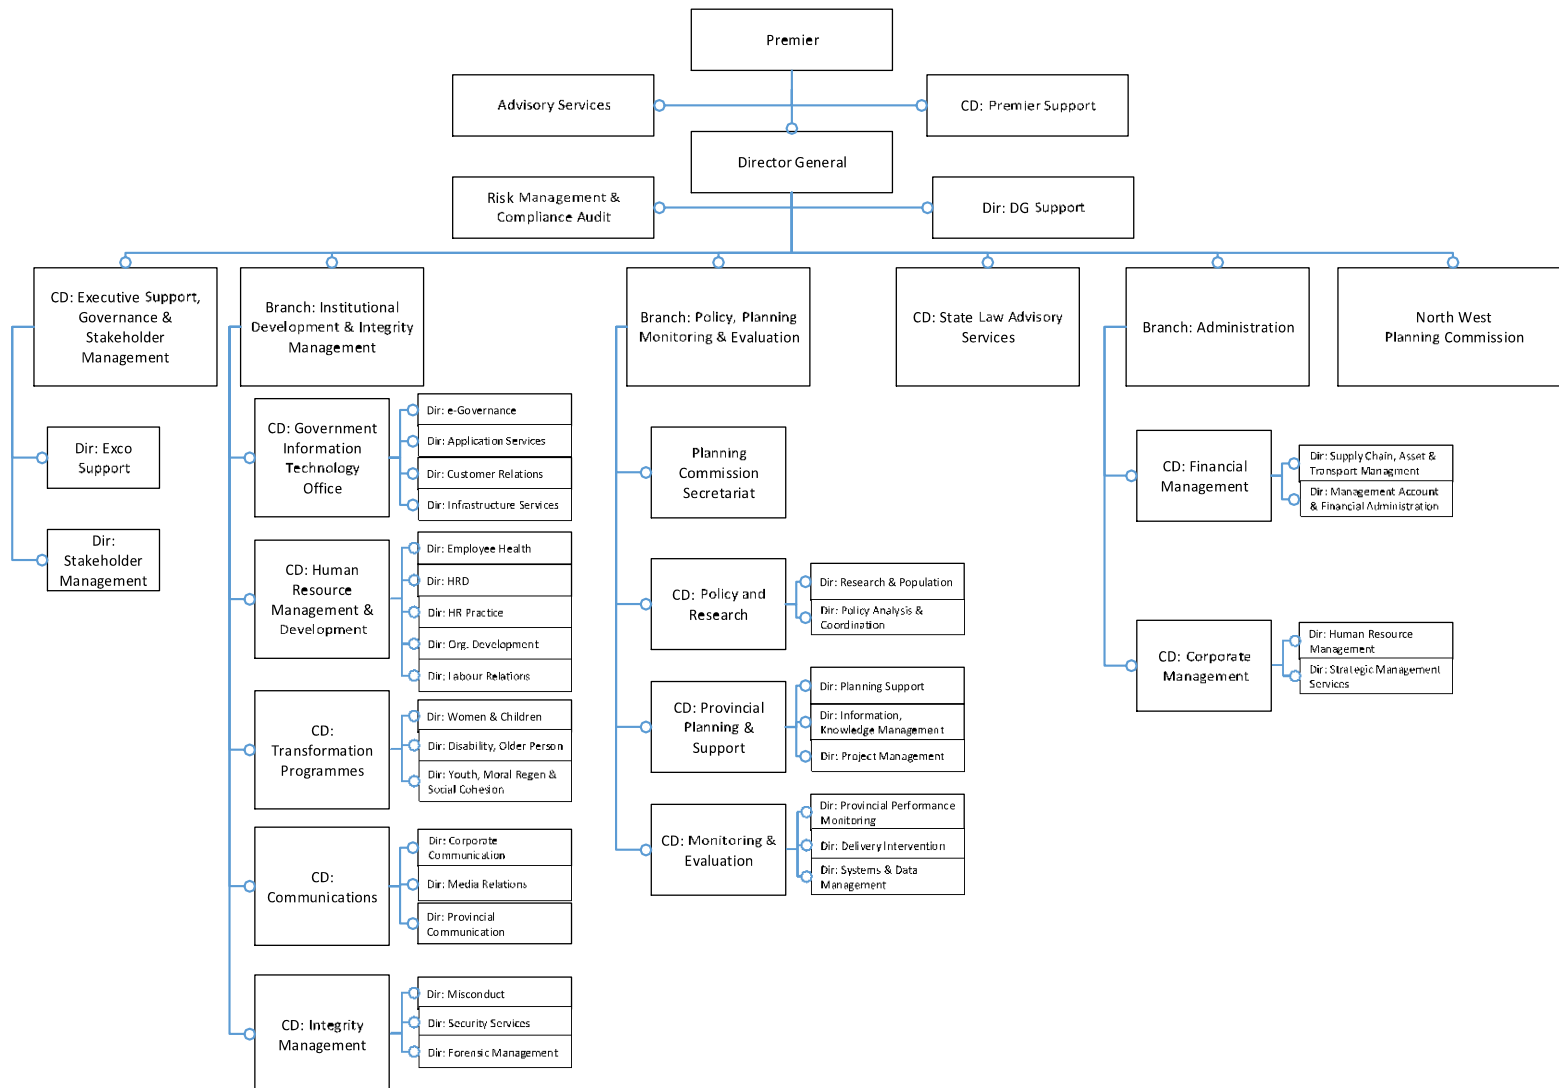 Premier
Advisory Services
CD: Premier Support
Director General
Risk Management &
Compliance Audit
Dir: DG Support
CD: Executive Support,
Governance &
Stakeholder
Management
Branch: Institutional
Development & Integrity
Management
Branch: Policy, Planning
Monitoring & Evaluation
CD: State Law Advisory
Services
Branch: Administration
North West
Planning Commission
Dir: Exco
Support
Dir:
Stakeholder
Management
CD: Government
Information
Technology
Office
Dir: e-Governance
Dir: Application Services
Dir: Customer Relations
Dir: Infrastructure Services
CD: Human
Resource
Management &
Development
Dir: Employee Health
Dir: HRD
Dir: HR Practice
Dir: Org. Development
Dir: Labour Relations
CD:
Transformation
Programmes
Dir: Women & Children
Dir: Disability, Older Person
Dir: Youth, Moral Regen &
Social Cohesion
CD:
Communications
Dir: Corporate
Communication
Dir: Media Relations
Dir: Provincial
Communication
CD: Integrity
Management
Dir: Misconduct
Dir: Security Services
Dir: Forensic Management
Planning
Commission
Secretariat
CD: Policy and
Research
Dir: Research & Population
Dir: Policy Analysis &
Coordination
CD: Provincial
Planning &
Support
Dir: Planning Support
Dir: Information,
Knowledge Management
Dir: Project Management
CD: Monitoring &
Evaluation
Dir: Provincial Performance
Monitoring
Dir: Delivery Intervention
Dir: Systems & Data
Management
CD: Financial
Management
Dir: Supply Chain, Asset &
Transport Managment
Dir: Management Account
& Financial Administration
CD: Corporate
Management
Dir: Human Resource
Management
Dir: Strategic Management
Services